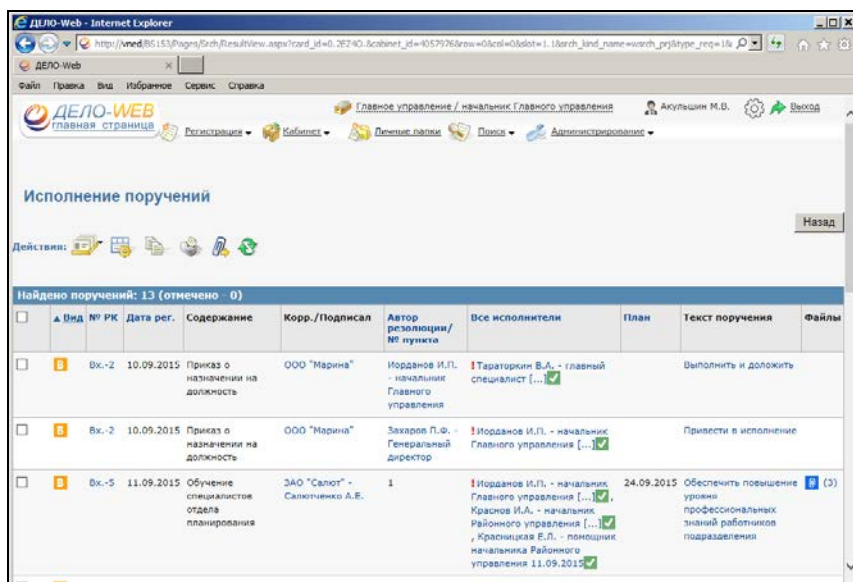 ДЕЛО-Web - Internet Explorer
ДЕЛО-Web
Файл Правка Вид Избранное Сервис Справка
ДЕЛО-WEB
главная страница
Главное управление / начальник Главного управления
Акульшин М.В.
Выход
Регистрация Кабинет Личные папки Поиск Администрирование
Исполнение поручений
Назад
Действия:
Найдено поручений: 13 (отмечено - 0)
Вид № РК Дата рег. Содержание Корр./Подписал Автор резолюции/ № пункта Все исполнители План Текст поручения Файлы
В Вх.-2 10.09.2015 Приказ о ООО "Марина" Иорданов И.П. !Тараторкин В.А. - главный Выполнить и доложить
назначении на - начальник специалист [...]
должность Главного
управления
В Вх.-2 10.09.2015 Приказ о ООО "Марина" Захаров П.Ф. - !Иорданов И.П. - начальник Привести в исполнение
назначении на Генеральный Главного управления [...]
должность директор
В Вх.-5 11.09.2015 Обучение ЗАО "Салют" - 1 !Иорданов И.П. - начальник 24.09.2015 Обеспечить повышение (3)
специалистов Салютченко А.Е. Главного управления [...] , уровня
отдела Краснов И.А. - начальник профессиональных
планирования Районного управления [...] знаний работников
, Красницкая Е.Л. - помощник подразделения
начальника Районного
управления 11.09.2015